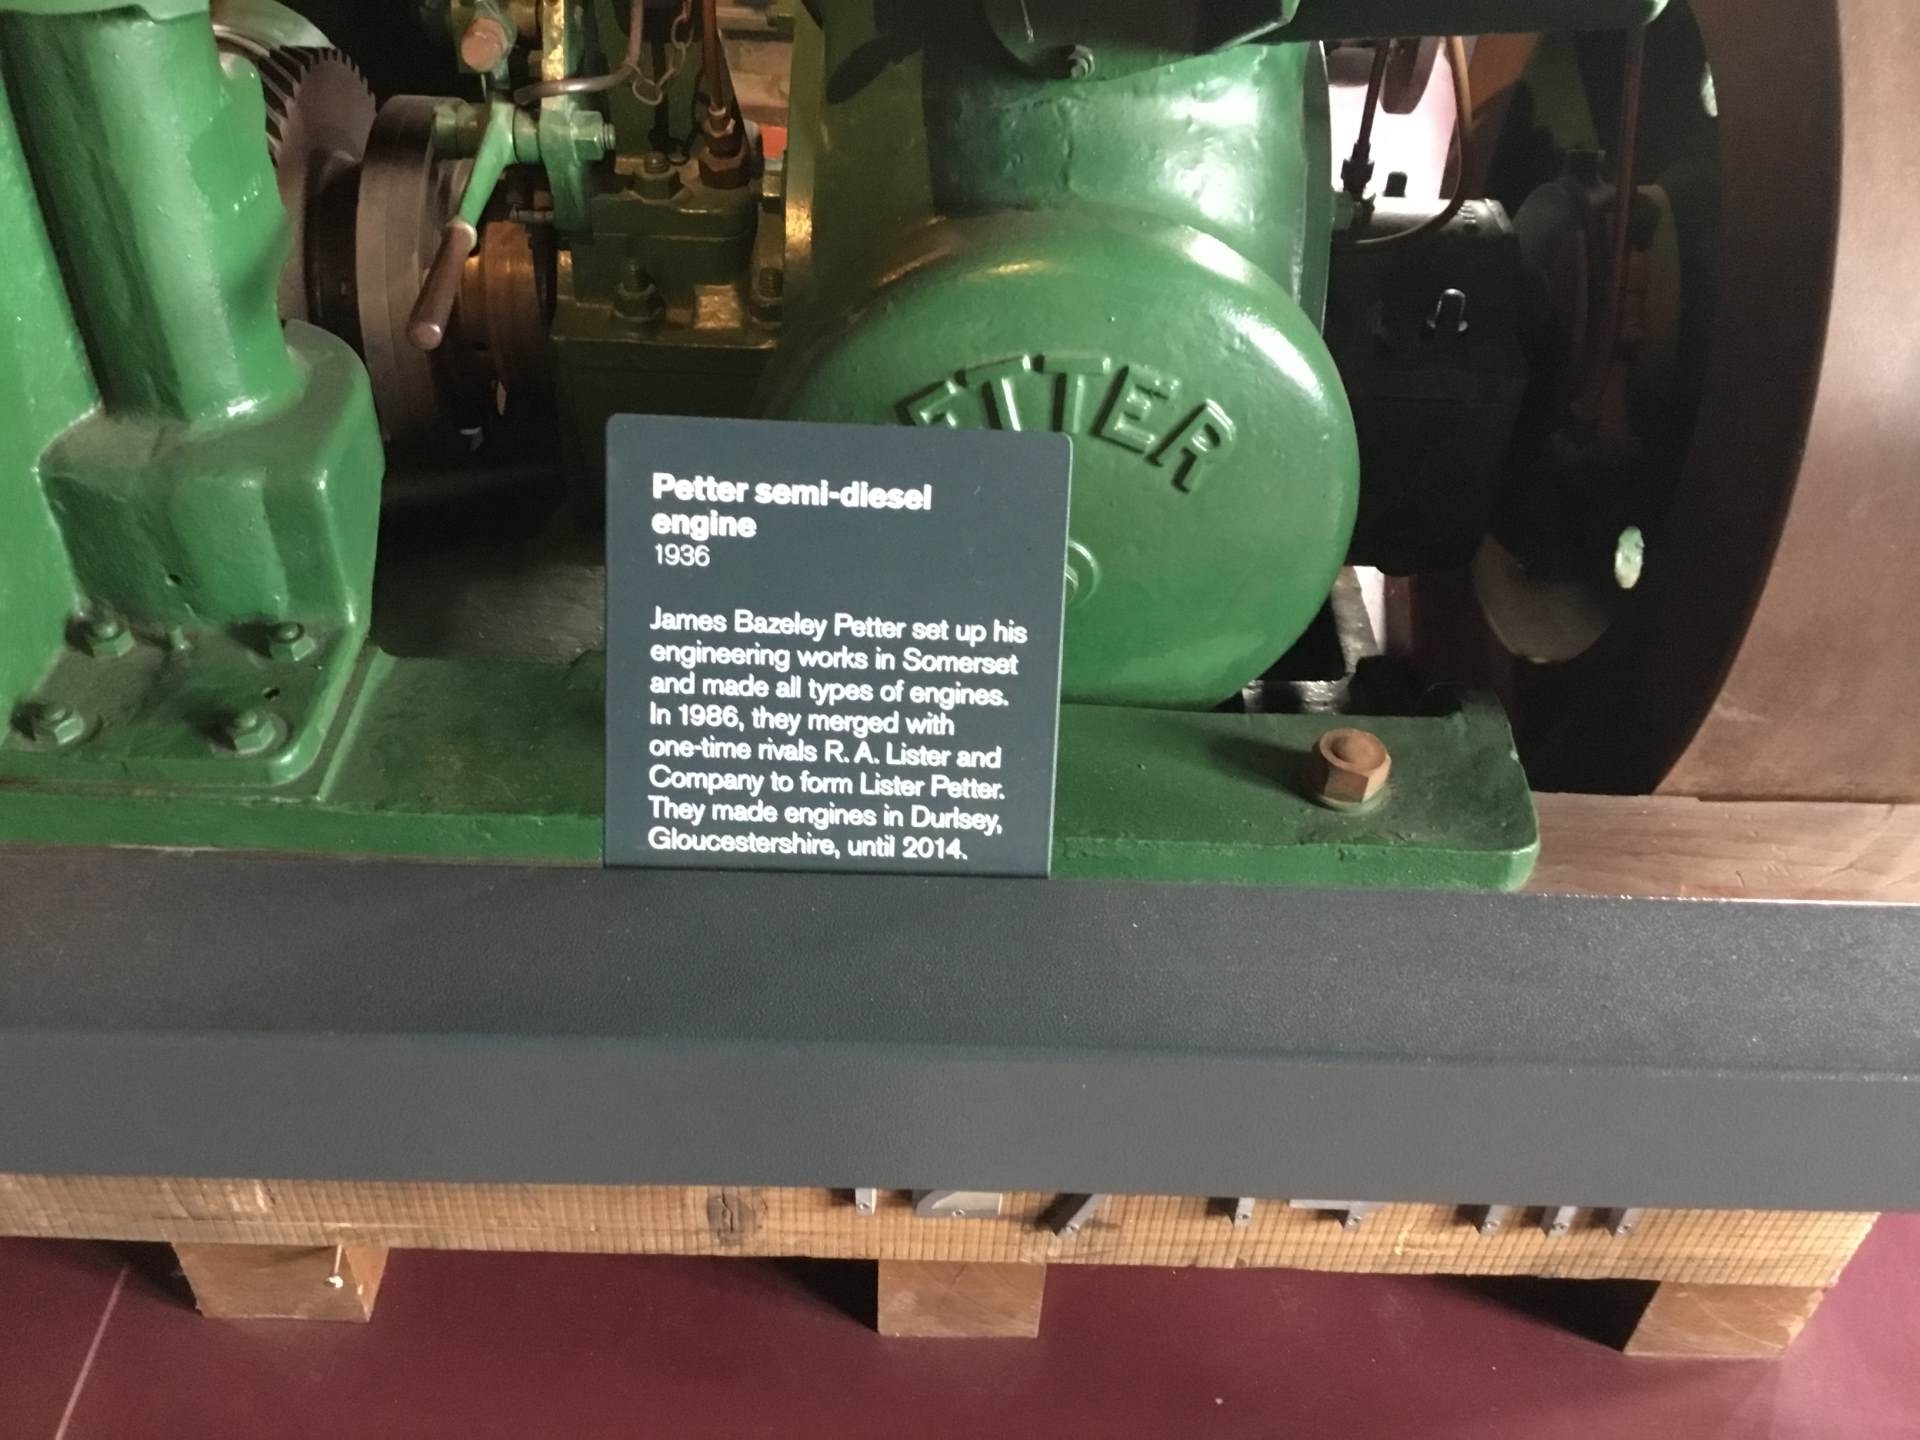 ETTER
Petter semi-diesel
engine
1936
James Bazeley Petter set up his
engineering works in Somerset
and made all types of engines.
In 1986, they merged with
one-time rivals R. A. Lister and
Company to form Lister Petter.
They made engines in Durlsey,
Gloucestershire, until 2014.